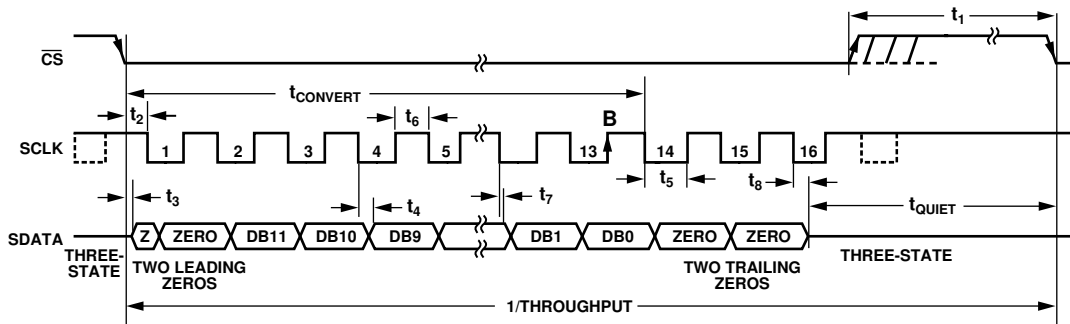 t1
CS
tCONVERT
t2
t6
B
SCLK
1 2 3 4 5 13 14 15 16
t3
t4
t7
t5
t8
tQUIET
SDATA
Z ZERO DB11 DB10 DB9 DB1 DB0 ZERO ZERO
THREE-
STATE
TWO LEADING
ZEROS
TWO TRAILING
ZEROS
THREE-STATE
1/THROUGHPUT